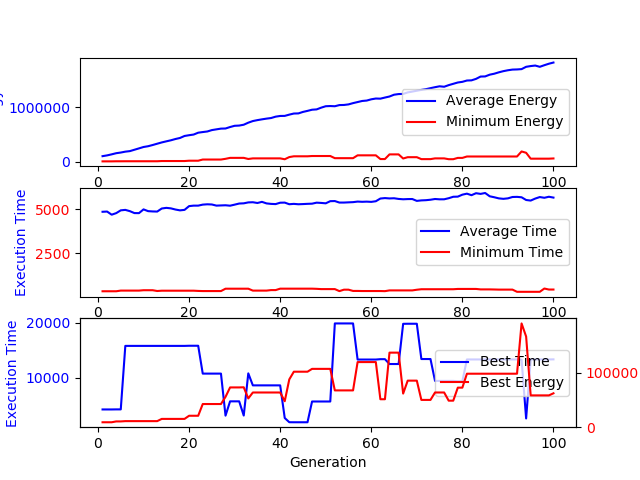 1000000
0
Average Energy
Minimum Energy
0 20 40 60 80 100
Execution Time
5000
2500
Average Time
Minimum Time
0 20 40 60 80 100
Execution Time
20000
10000
Best Time
Best Energy
100000
0
0 20 40 60 80 100
Generation